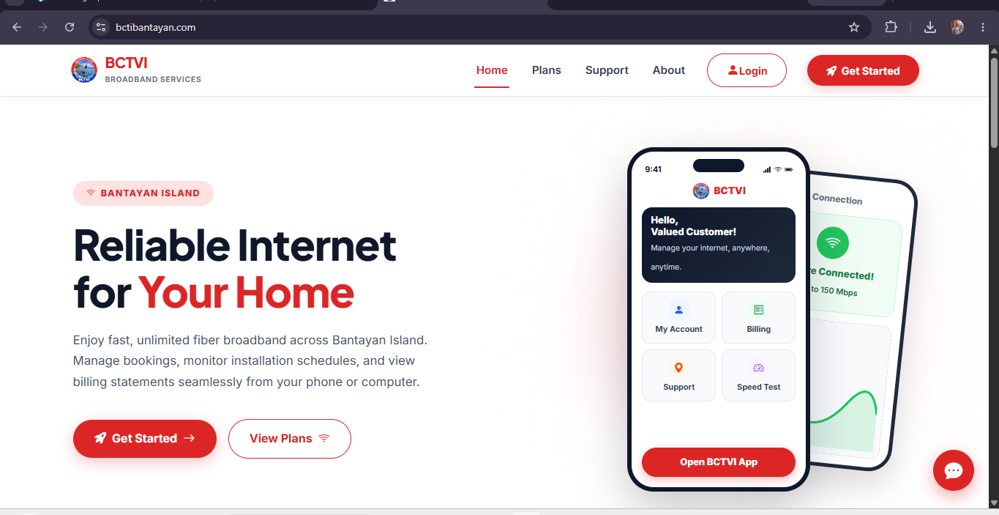 bctibantayan.com
BCTVI
BROADBAND SERVICES
Home
Plans
Support
About
Login
Get Started
BANTAYAN ISLAND
Reliable Internet
for Your Home
Enjoy fast, unlimited fiber broadband across Bantayan Island.
Manage bookings, monitor installation schedules, and view
billing statements seamlessly from your phone or computer.
Get Started
View Plans
9:41
BCTVI
Hello,
Valued Customer!
Manage your internet, anywhere,
anytime.
My Account
Billing
Support
Speed Test
Open BCTVI App
Connection
Connected!
to 150 Mbps